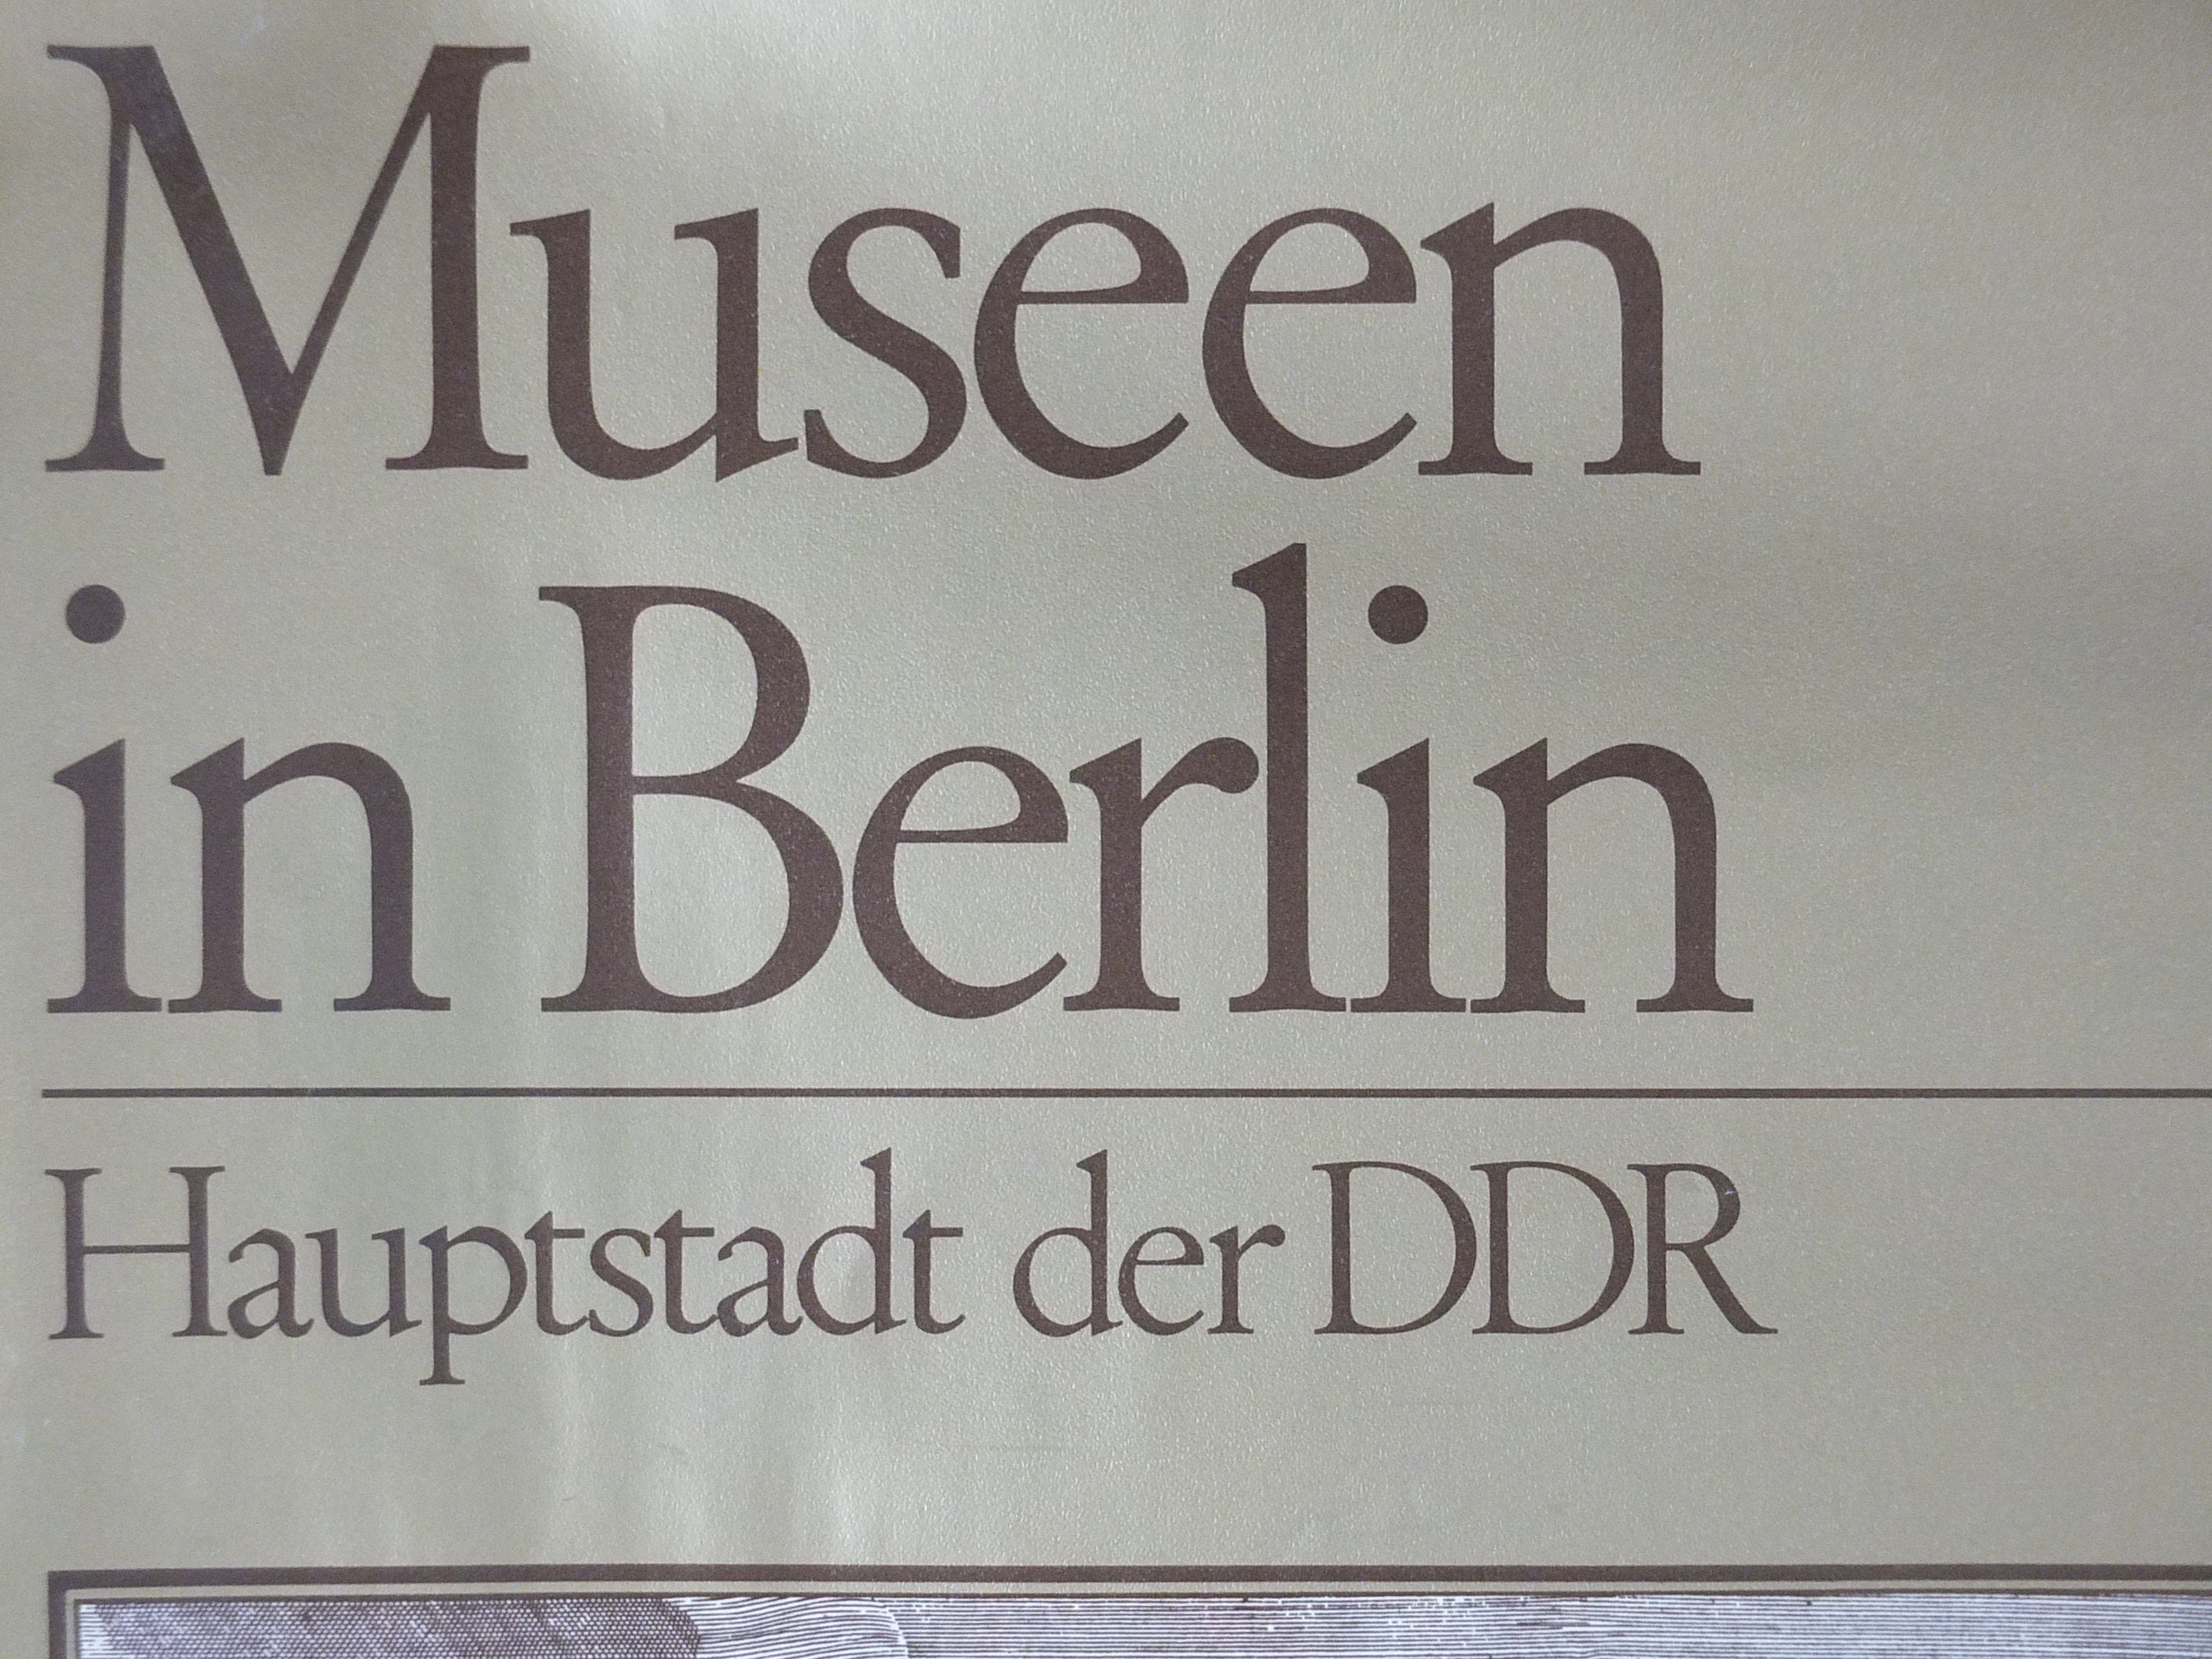 Museen
in Berlin
Hauptstadt der DDR